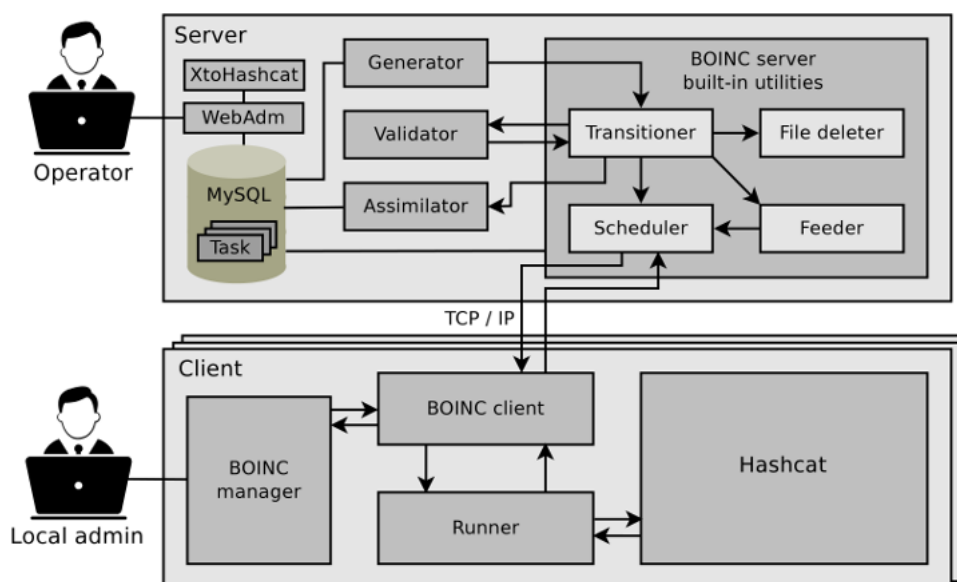 Server
XtoHashcat
WebAdm
Operator
MySQL
Task
Generator
Validator
Assimilator
BOINC server
built-in utilities
Transitioner
File deleter
Scheduler
Feeder
TCP / IP
Client
BOINC client
BOINC
manager
Hashcat
Runner
Local admin